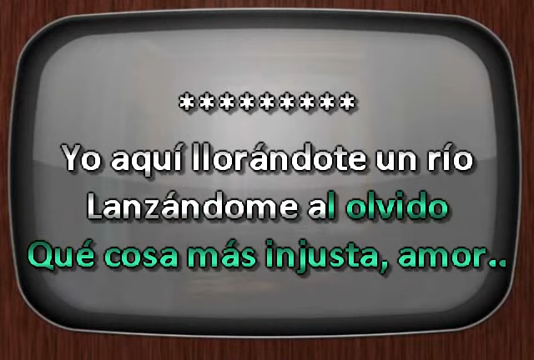 *********
Yo aquí llorándote un río
Lanzándome al olvido
Qué cosa más injusta, amor..